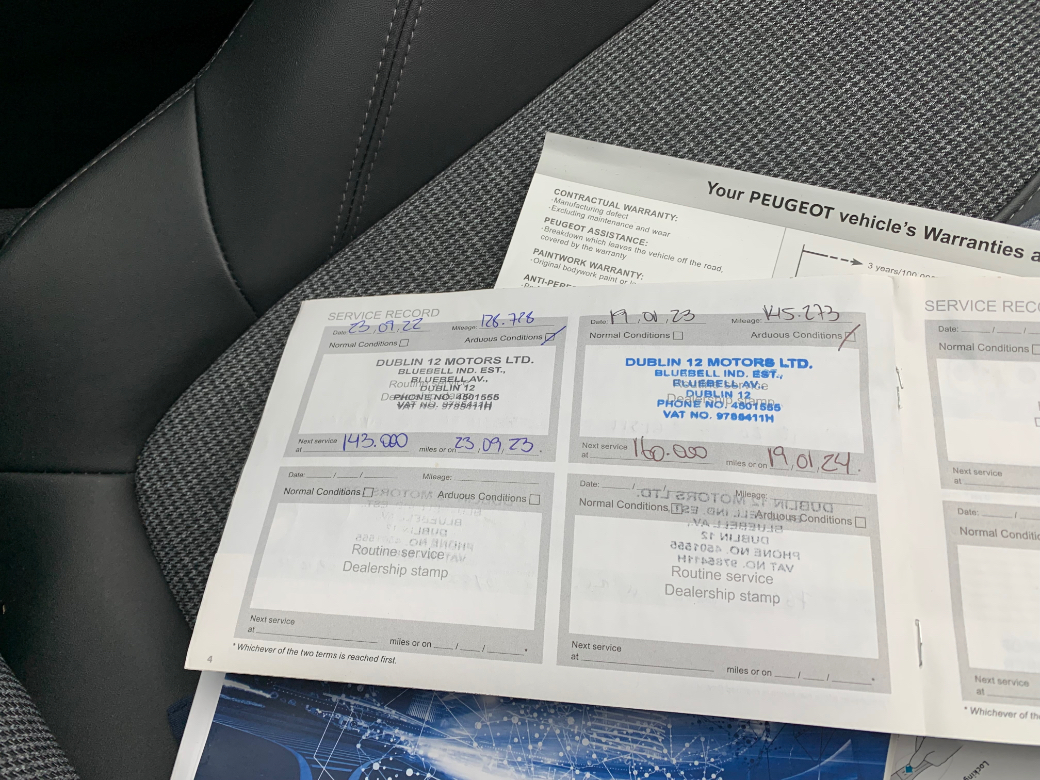 Your PEUGEOT vehicle's Warranties a
CONTRACTUAL WARRANTY:
-Manufacturing defect
-Excluding maintenance and wear
PEUGEOT ASSISTANCE:
-Breakdown which leaves the vehicle off the road,
covered by the warranty
PAINTWORK WARRANTY:
-Original bodywork paint or
3 years/100
SERVICE RECORD
Date: 23.09.22 Mileage: 126.728
Normal Conditions Arduous Conditions
DUBLIN 12 MOTORS LTD.
BLUEBELL IND. EST.,
BLUEBELL AV.,
DUBLIN 12
PHONE NO. 4501555
VAT NO. 9785411H
Next service
at 143.000 miles or on 23,09,23.
Date: 19.01.23 Mileage: 145.273
Normal Conditions Arduous Conditions
DUBLIN 12 MOTORS LTD.
BLUEBELL IND. EST.,
BLUEBELL AV.,
DUBLIN 12
PHONE NO. 4501555
VAT NO. 9785411H
Next service
at 160.000 miles or on 19,01,24.
Date: / / Mileage:
Normal Conditions Arduous Conditions
Routine service
Dealership stamp
Next service
at miles or on / / *
Date: / / Mileage:
Normal Conditions Arduous Conditions
Routine service
Dealership stamp
Next service
at miles or on / / *
4
* Whichever of the two terms is reached first.
SERVICE RECO
Date: / /
Normal Conditions
Next service
at
Date: / /
Normal Conditio
Next service
at
* Whichever of the